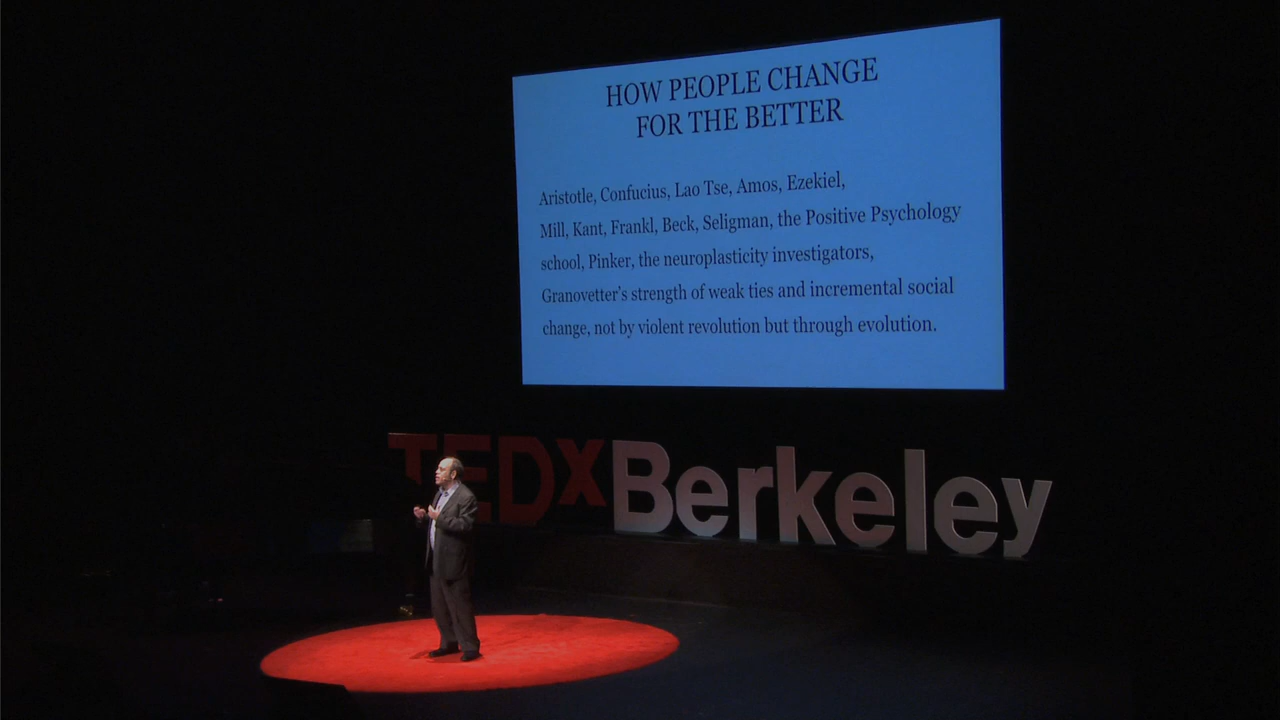 HOW PEOPLE CHANGE
FOR THE BETTER
Aristotle, Confucius, Lao Tse, Amos, Ezekiel,
Mill, Kant, Frankl, Beck, Seligman, the Positive Psychology
school, Pinker, the neuroplasticity investigators,
Granovetter’s strength of weak ties and incremental social
change, not by violent revolution but through evolution.
TEDxBerkeley